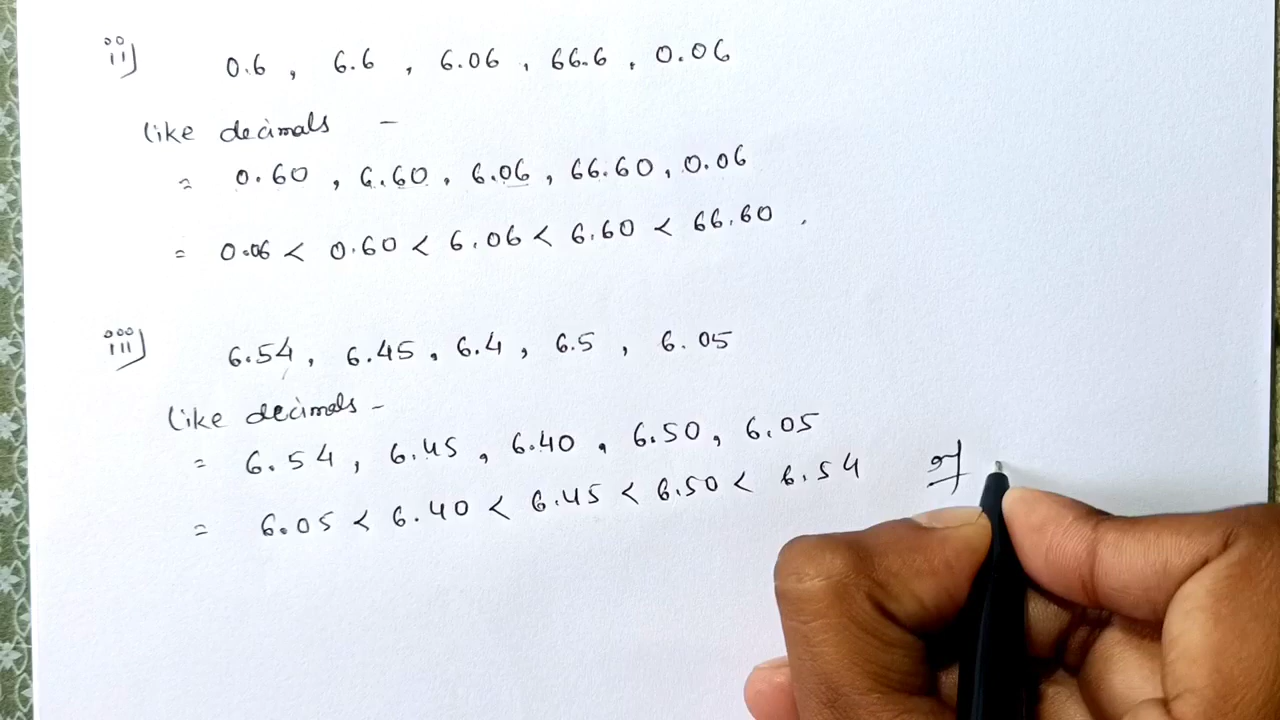 ii) 0.6 , 6.6 , 6.06 , 66.6 , 0.06
like decimals -
= 0.60 , 6.60 , 6.06 , 66.60 , 0.06
= 0.06 < 0.60 < 6.06 < 6.60 < 66.60 .
iii) 6.54 , 6.45 , 6.4 , 6.5 , 6.05
like decimals -
= 6.54 , 6.45 , 6.40 , 6.50 , 6.05
= 6.05 < 6.40 < 6.45 < 6.50 < 6.54